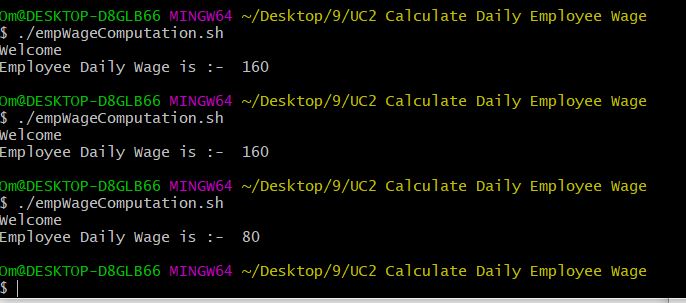 Om@DESKTOP-D8GLB66 MINGW64 ~/Desktop/9/UC2 Calculate Daily Employee Wage
$ ./empWageComputation.sh
Welcome
Employee Daily Wage is :-  160
Om@DESKTOP-D8GLB66 MINGW64 ~/Desktop/9/UC2 Calculate Daily Employee Wage
$ ./empWageComputation.sh
Welcome
Employee Daily Wage is :-  160
Om@DESKTOP-D8GLB66 MINGW64 ~/Desktop/9/UC2 Calculate Daily Employee Wage
$ ./empWageComputation.sh
Welcome
Employee Daily Wage is :-  80
Om@DESKTOP-D8GLB66 MINGW64 ~/Desktop/9/UC2 Calculate Daily Employee Wage
$